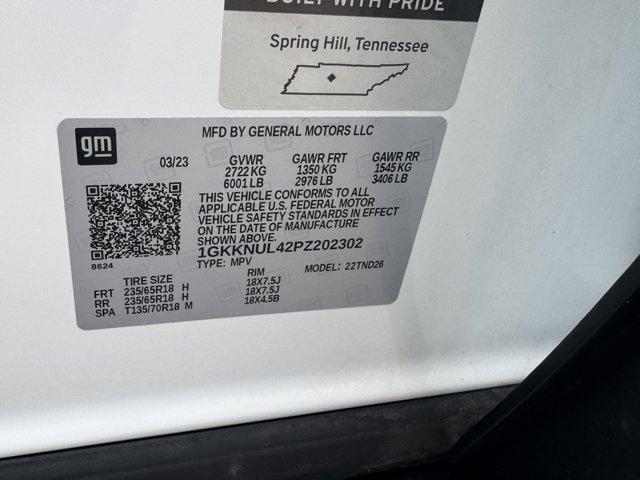 BUILT WITH PRIDE
Spring Hill, Tennessee
gm
MFD BY GENERAL MOTORS LLC
03/23 GVWR GAWR FRT GAWR RR
2722 KG 1350 KG 1545 KG
6001 LB 2976 LB 3406 LB
THIS VEHICLE CONFORMS TO ALL
APPLICABLE U.S. FEDERAL MOTOR
VEHICLE SAFETY STANDARDS IN EFFECT
ON THE DATE OF MANUFACTURE
SHOWN ABOVE.
1GKKNUL42PZ202302
8624
TYPE: MPV MODEL: 22TND26
TIRE SIZE RIM
FRT 235/65R18 H 18X7.5J
RR 235/65R18 H 18X7.5J
SPA T135/70R18 M 18X4.5B